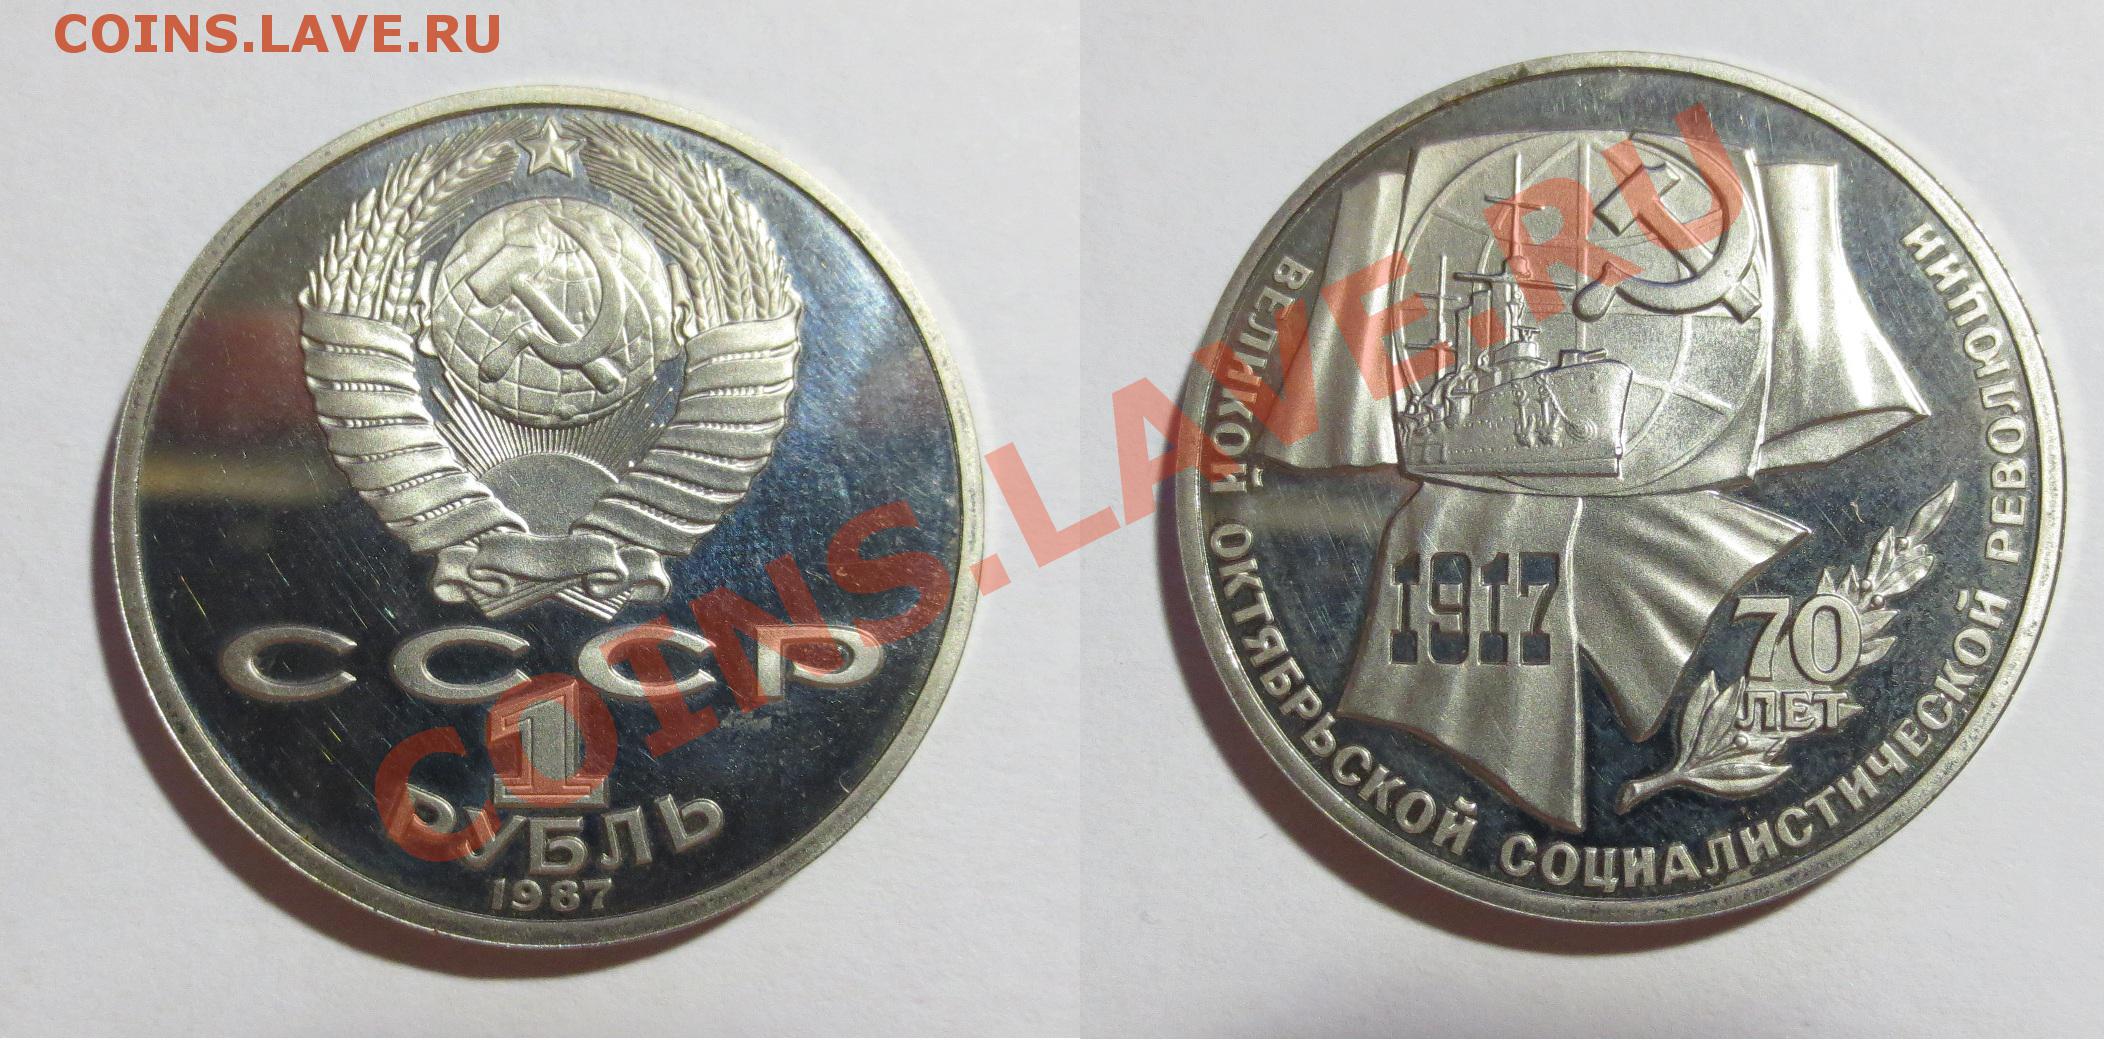 COINS.LAVE.RU
СССР
1
РУБЛЬ
1987
COINS.LAVE.RU
ВЕЛИКОЙ ОКТЯБРЬСКОЙ СОЦИАЛИСТИЧЕСКОЙ РЕВОЛЮЦИИ
1917
70
ЛЕТ